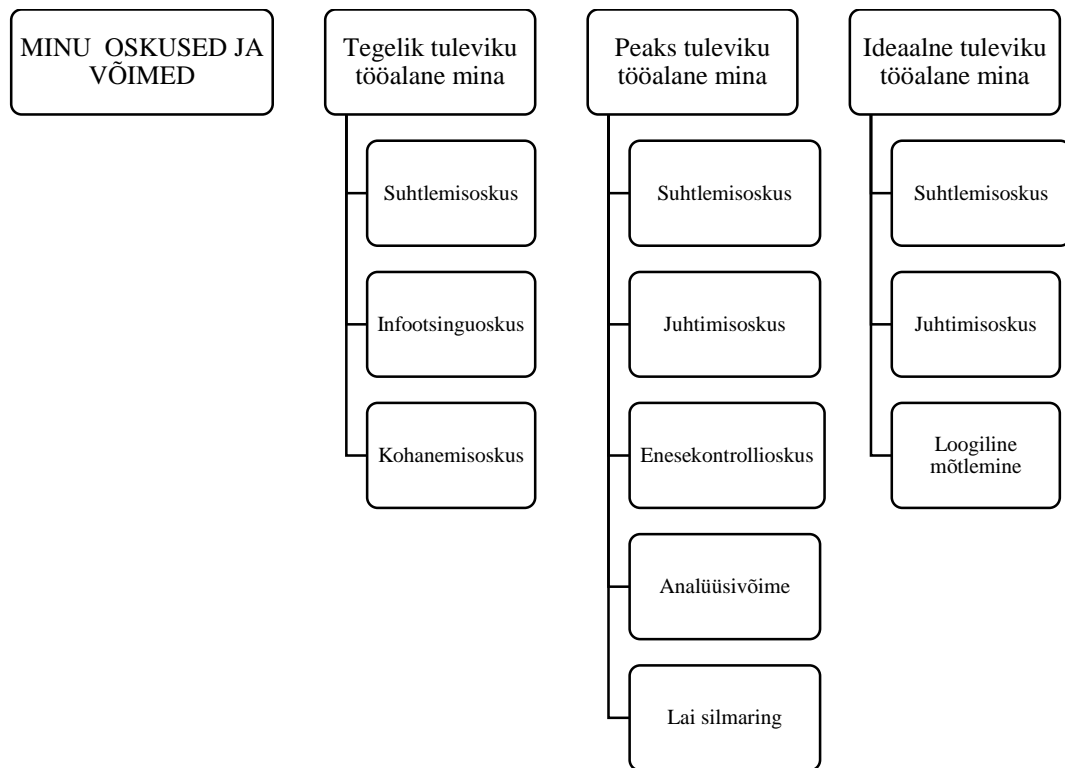 MINU OSKUSED JA
VÕIMED
Tegelik tuleviku
tööalane mina
Suhtlemisoskus
Infootsinguoskus
Kohanemisoskus
Peaks tuleviku
tööalane mina
Suhtlemisoskus
Juhtimisoskus
Enesekontrollioskus
Analüüsivõime
Lai silmaring
Ideaalne tuleviku
tööalane mina
Suhtlemisoskus
Juhtimisoskus
Loogiline
mõtlemine